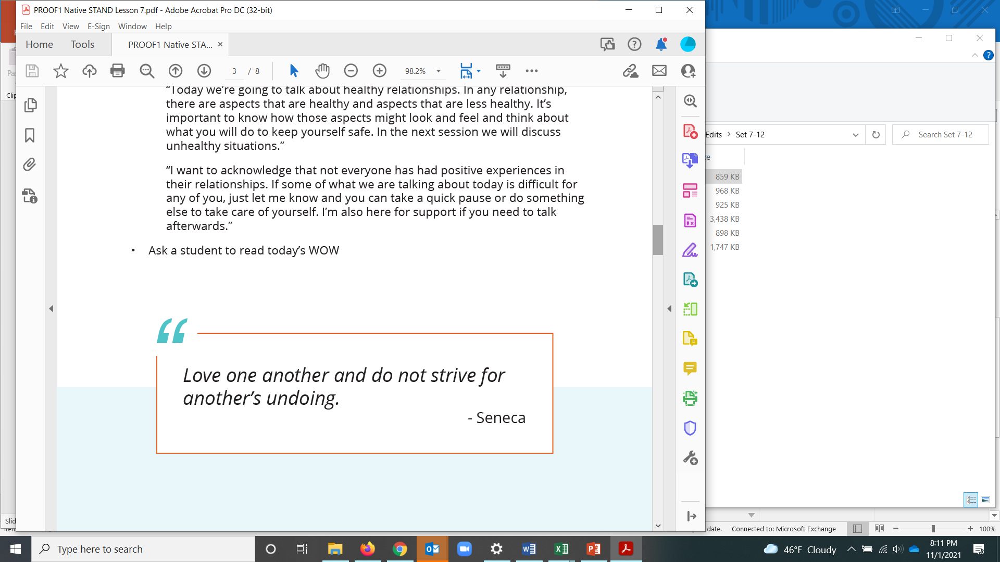 PROOF1 Native STAND Lesson 7.pdf - Adobe Acrobat Pro DC (32-bit)
File Edit View E-Sign Window Help
Home Tools PROOF1 Native STA... ×
3 / 8 98.2%
“Today we’re going to talk about healthy relationships. In any relationship,
there are aspects that are healthy and aspects that are less healthy. It’s
important to know how those aspects might look and feel and think about
what you will do to keep yourself safe. In the next session we will discuss
unhealthy situations.”
“I want to acknowledge that not everyone has had positive experiences in
their relationships. If some of what we are talking about today is difficult for
any of you, just let me know and you can take a quick pause or do something
else to take care of yourself. I’m also here for support if you need to talk
afterwards.”
• Ask a student to read today’s WOW
“
Love one another and do not strive for
another’s undoing.
- Seneca
Edits > Set 7-12
Search Set 7-12
859 KB
968 KB
925 KB
3,438 KB
898 KB
1,747 KB
date. Connected to: Microsoft Exchange
100%
Type here to search
46°F Cloudy
8:11 PM
11/1/2021